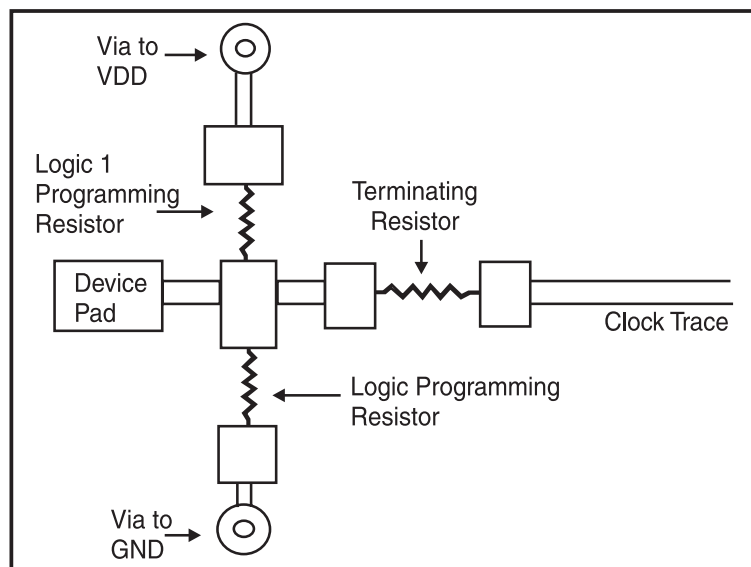 Via to
VDD
Logic 1
Programming
Resistor
Terminating
Resistor
Device
Pad
Clock Trace
Logic Programming
Resistor
Via to
GND